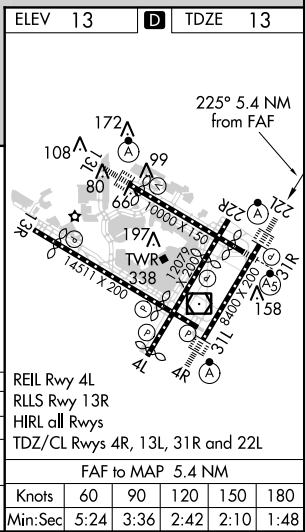 ELEV 13 D TDZE 13
225° 5.4 NM
from FAF
172
A
108
13L
99
80
660
10000 X 150
22R
22L
A
13R
197
TWR
338
12079
X 200
P
31R
A5
158
8400 X 200
14511 X 200
P
P
P
P
31L
4L
4R
A
REIL Rwy 4L
RLLS Rwy 13R
HIRL all Rwys
TDZ/CL Rwys 4R, 13L, 31R and 22L
FAF to MAP 5.4 NM
Knots 60 90 120 150 180
Min:Sec 5:24 3:36 2:42 2:10 1:48